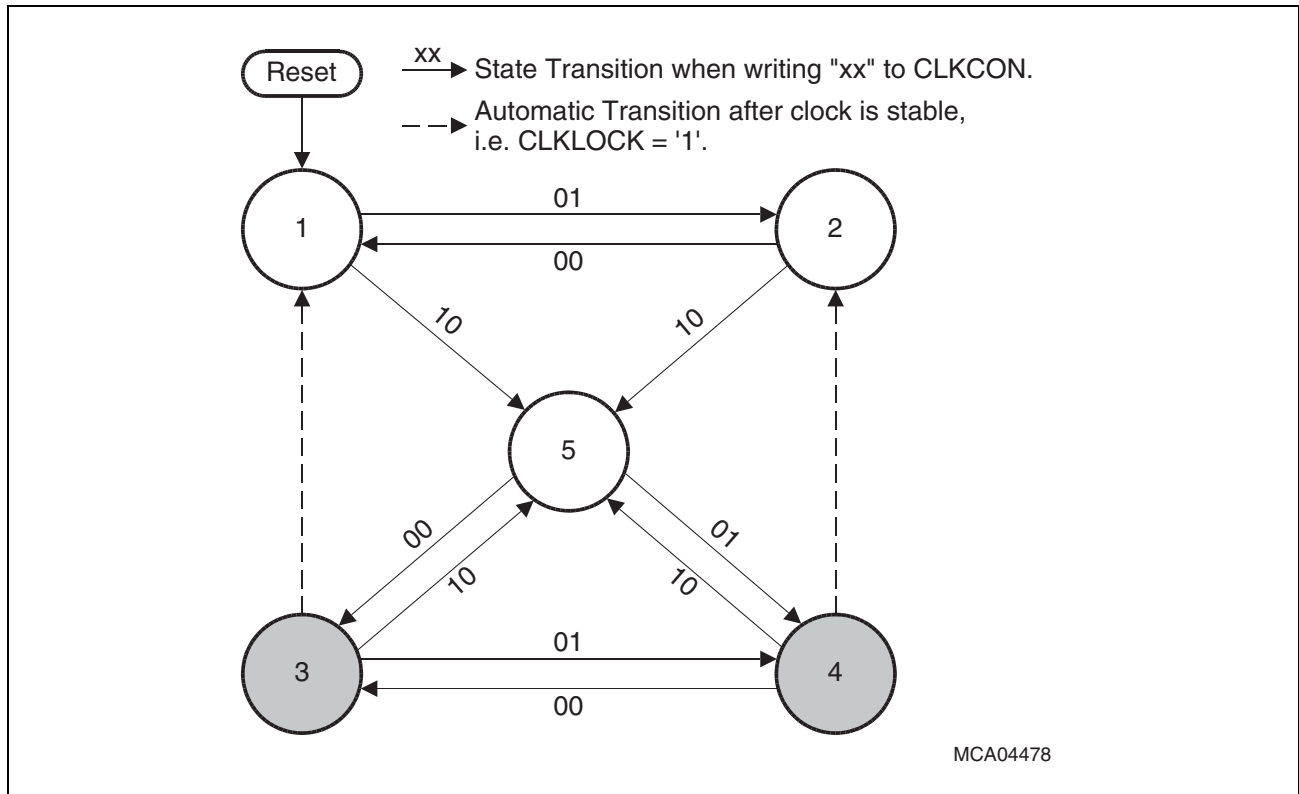 Reset
xx
State Transition when writing "xx" to CLKCON.
Automatic Transition after clock is stable,
i.e. CLKLOCK = '1'.
1
01
2
00
10
10
5
00
01
10
10
3
01
4
00
MCA04478